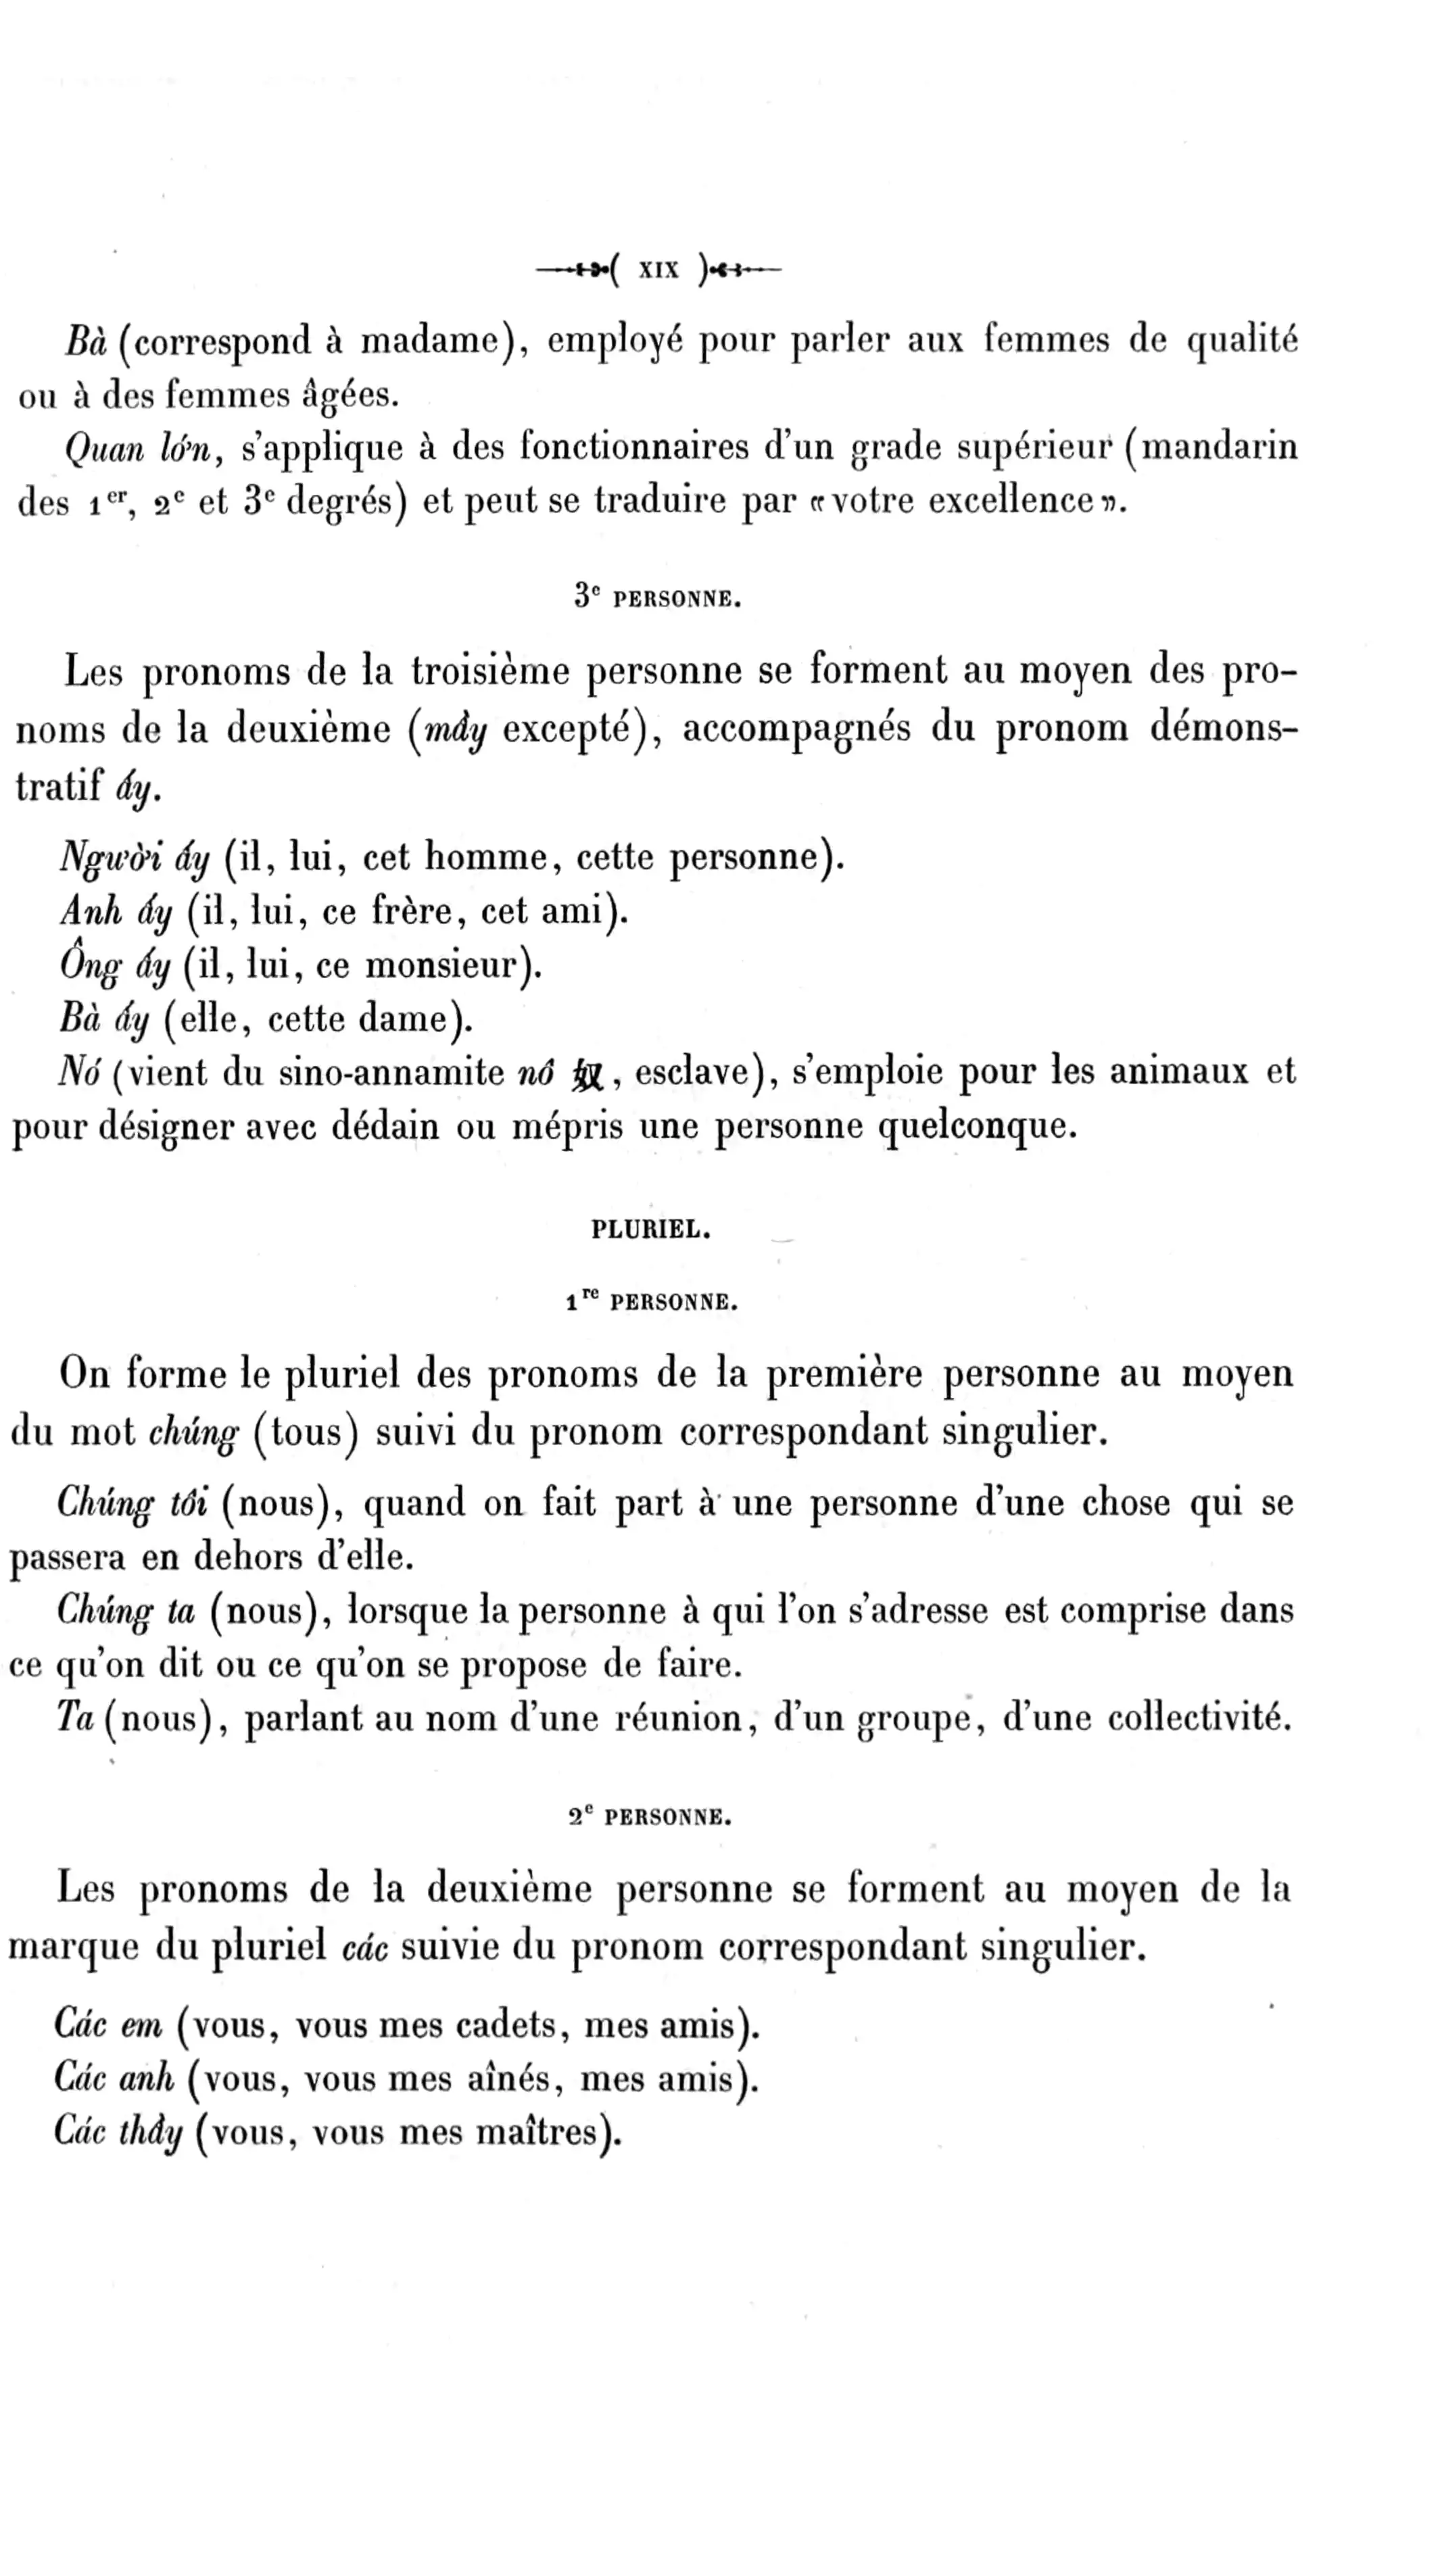 ( XIX )
Bà (correspond à madame), employé pour parler aux femmes de qualité
ou à des femmes âgées.
Quan lớn, s'applique à des fonctionnaires d'un grade supérieur (mandarin
des 1er, 2e et 3e degrés) et peut se traduire par « votre excellence ».
3e PERSONNE.
Les pronoms de la troisième personne se forment au moyen des pro-
noms de la deuxième (mầy excepté), accompagnés du pronom démons-
tratif ấy.
Người ấy (il, lui, cet homme, cette personne).
Anh ấy (il, lui, ce frère, cet ami).
Ông ấy (il, lui, ce monsieur).
Bà ấy (elle, cette dame).
Nó (vient du sino-annamite nô 奴, esclave), s'emploie pour les animaux et
pour désigner avec dédain ou mépris une personne quelconque.
PLURIEL.
1re PERSONNE.
On forme le pluriel des pronoms de la première personne au moyen
du mot chúng (tous) suivi du pronom correspondant singulier.
Chúng tôi (nous), quand on fait part à une personne d'une chose qui se
passera en dehors d'elle.
Chúng ta (nous), lorsque la personne à qui l'on s'adresse est comprise dans
ce qu'on dit ou ce qu'on se propose de faire.
Ta (nous), parlant au nom d'une réunion, d'un groupe, d'une collectivité.
2e PERSONNE.
Les pronoms de la deuxième personne se forment au moyen de la
marque du pluriel các suivie du pronom correspondant singulier.
Các em (vous, vous mes cadets, mes amis).
Các anh (vous, vous mes aînés, mes amis).
Các thầy (vous, vous mes maîtres).